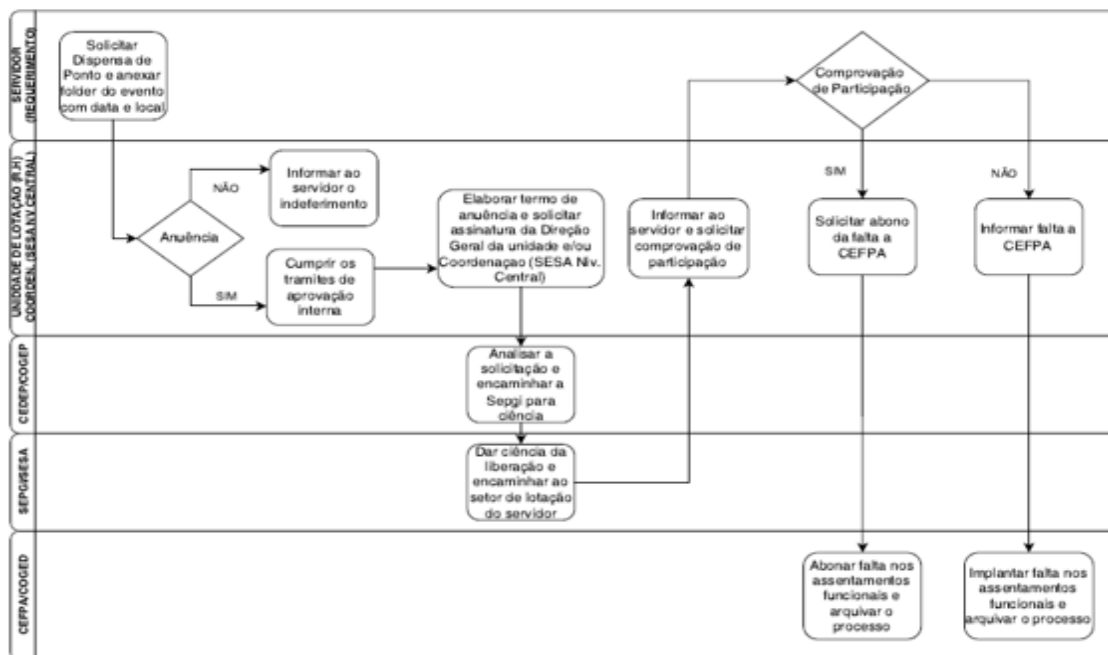 SERVIDOR
(REQUERIMENTO)
Solicitar
Dispensa de
Ponto e anexar
folder do evento
com data e local
Comprovação
de Participação
UNIDDADE DE LOTAÇÃO (R.H)
COORDEN. (SESA NV.CENTRAL)
Anuência
NÃO
SIM
Informar ao
servidor o
indeferimento
Cumprir os
tramites de
aprovação
interna
Elaborar termo de
anuência e solicitar
assinatura da Direção
Geral da unidade e/ou
Coordenaçao (SESA Niv.
Central)
Informar ao
servidor e solicitar
comprovação de
participação
SIM
Solicitar abono
da falta a
CEFPA
NÃO
Informar falta a
CEFPA
CEDEP/COGEP
Analisar a
solicitação e
encaminhar a
Sepgi para
ciência
SEPGI/SESA
Dar ciência da
liberação e
encaminhar ao
setor de lotação
do servidor
CEFPA/COGED
Abonar falta nos
assentamentos
funcionais e
arquivar o
processo
Implantar falta nos
assentamentos
funcionais e
arquivar o processo